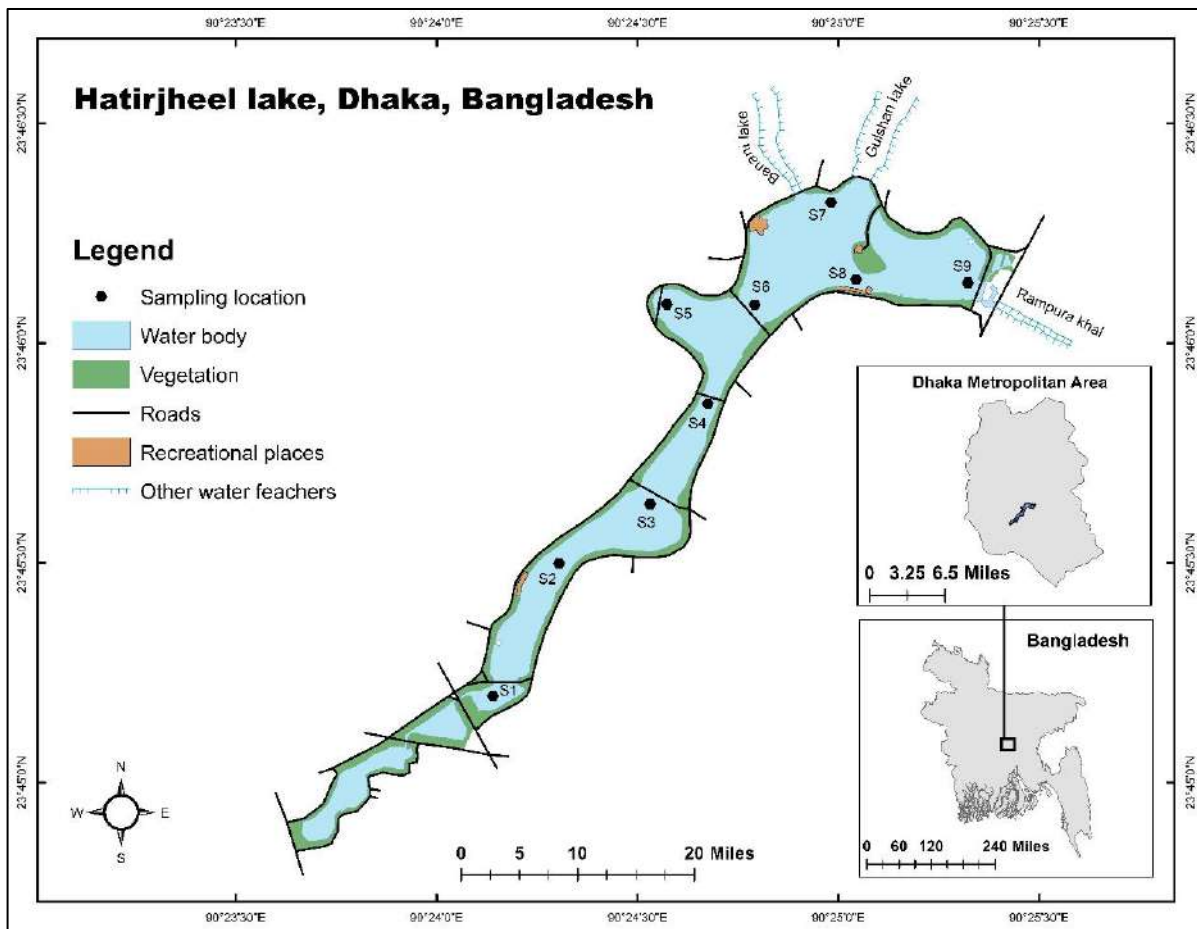 90°23'30"E 90°24'0"E 90°24'30"E 90°25'0"E 90°25'30"E
Hatirjheel lake, Dhaka, Bangladesh
23°46'30"N 23°46'30"N
Banani lake
Gulshan lake
Legend
Sampling location
Water body
Vegetation
Roads
Recreational places
Other water feachers
S7
S8
S9
S6
S5
Rampura khal
23°46'0"N 23°46'0"N
S4
S3
S2
S1
23°45'30"N 23°45'30"N
Dhaka Metropolitan Area
0 3.25 6.5 Miles
Bangladesh
0 60 120 240 Miles
23°45'0"N 23°45'0"N
N
W E
S
0 5 10 20 Miles
90°23'30"E 90°24'0"E 90°24'30"E 90°25'0"E 90°25'30"E